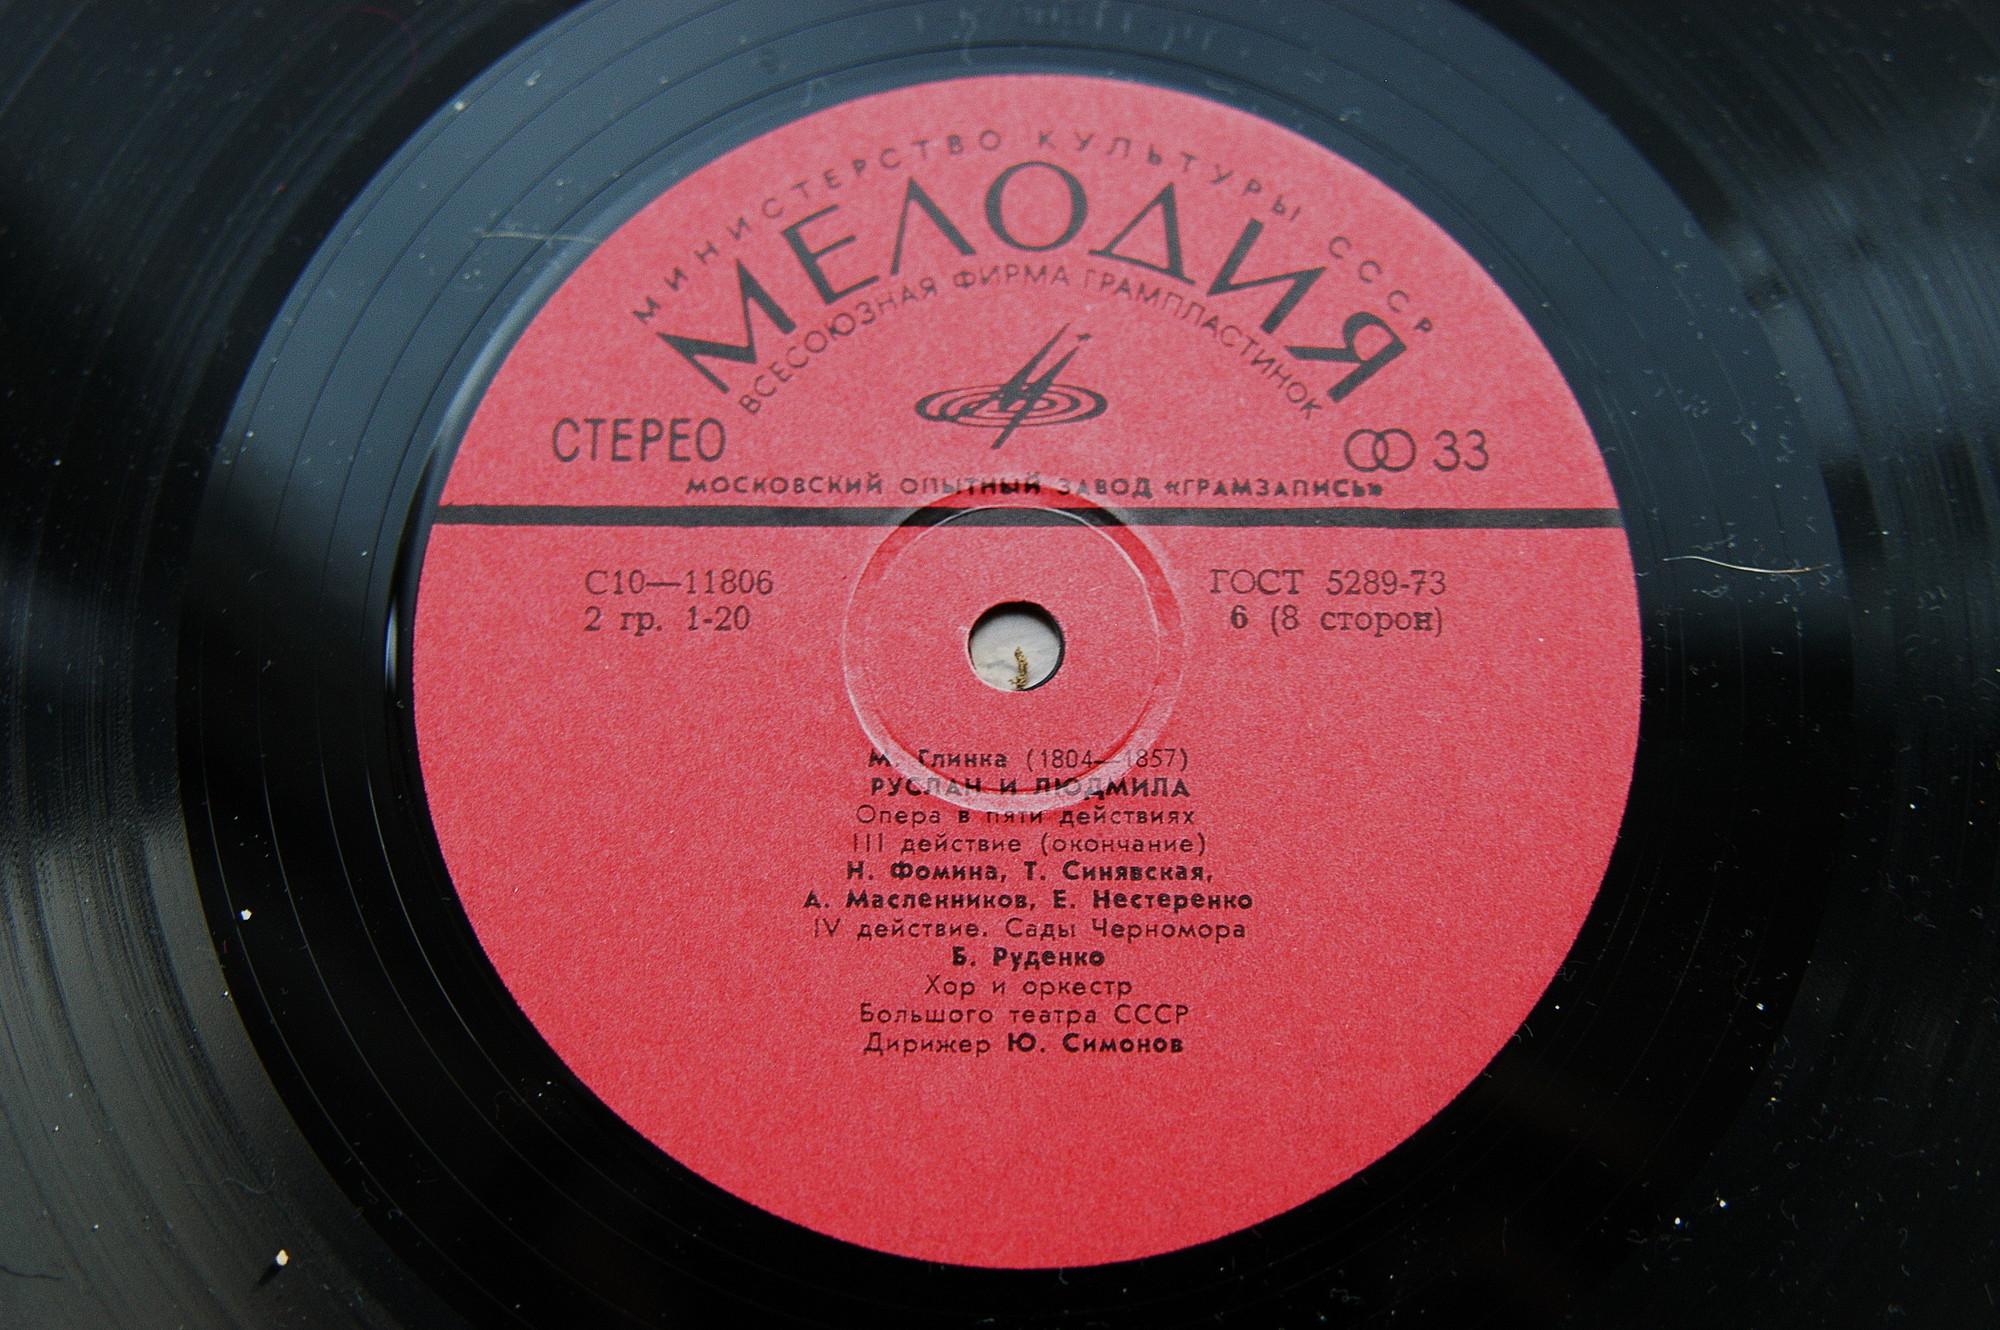 МИНИСТЕРСТВО КУЛЬТУРЫ СССР
МЕЛОДИЯ
ВСЕСОЮЗНАЯ ФИРМА ГРАМПЛАСТИНОК
СТЕРЕО
33
МОСКОВСКИЙ ОПЫТНЫЙ ЗАВОД «ГРАМЗАПИСЬ»
С10—11806
ГОСТ 5289-73
2 гр. 1-20
6 (8 сторон)
М. Глинка (1804—1857)
РУСЛАН И ЛЮДМИЛА
Опера в пяти действиях
III действие (окончание)
Н. Фомина, Т. Синявская,
А. Масленников, Е. Нестеренко
IV действие. Сады Черномора
Б. Руденко
Хор и оркестр
Большого театра СССР
Дирижер Ю. Симонов